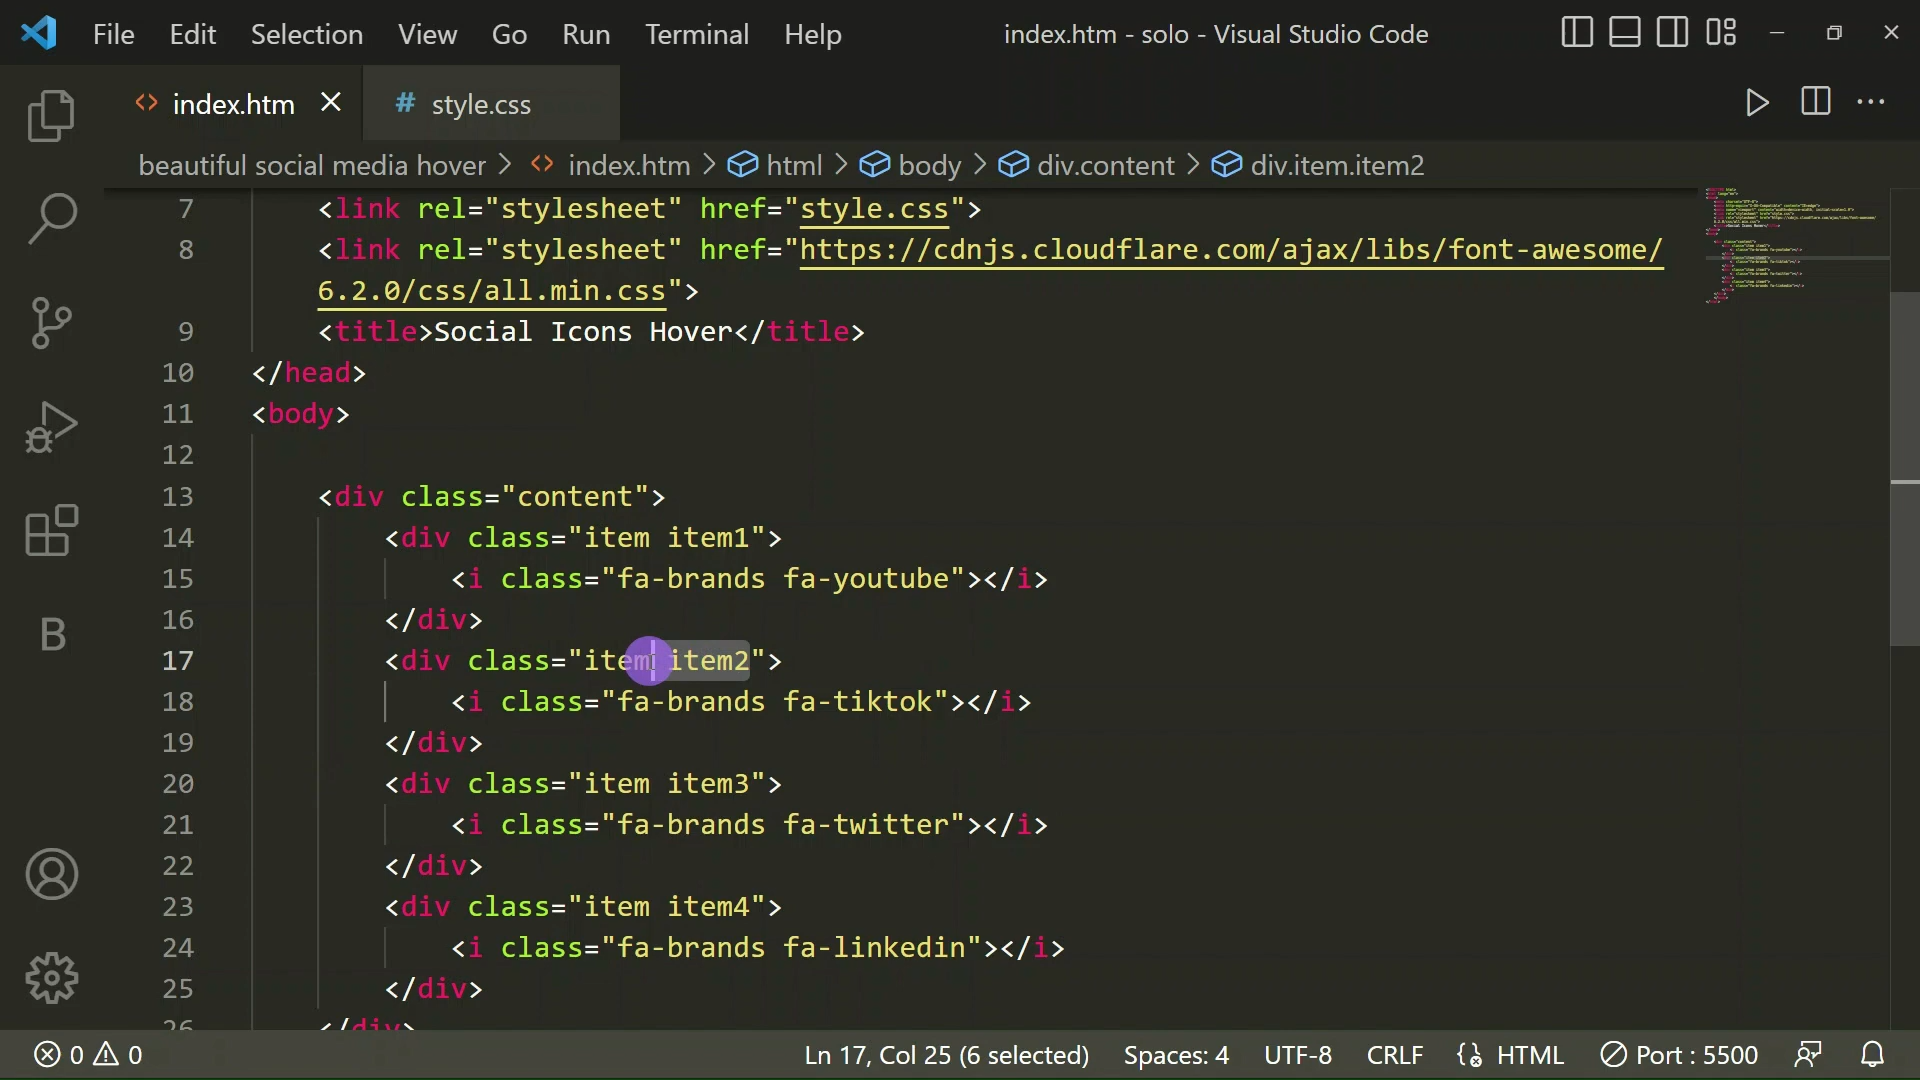 File Edit Selection View Go Run Terminal Help index.htm - solo - Visual Studio Code
index.htm style.css
beautiful social media hover > index.htm > html > body > div.content > div.item.item2
7 <link rel="stylesheet" href="style.css">
8 <link rel="stylesheet" href="https://cdnjs.cloudflare.com/ajax/libs/font-awesome/
6.2.0/css/all.min.css">
9 <title>Social Icons Hover</title>
10 </head>
11 <body>
12
13 <div class="content">
14 <div class="item item1">
15 <i class="fa-brands fa-youtube"></i>
16 </div>
17 <div class="item item2">
18 <i class="fa-brands fa-tiktok"></i>
19 </div>
20 <div class="item item3">
21 <i class="fa-brands fa-twitter"></i>
22 </div>
23 <div class="item item4">
24 <i class="fa-brands fa-linkedin"></i>
25 </div>
26 </div>
B
0 0 Ln 17, Col 25 (6 selected) Spaces: 4 UTF-8 CRLF HTML Port : 5500